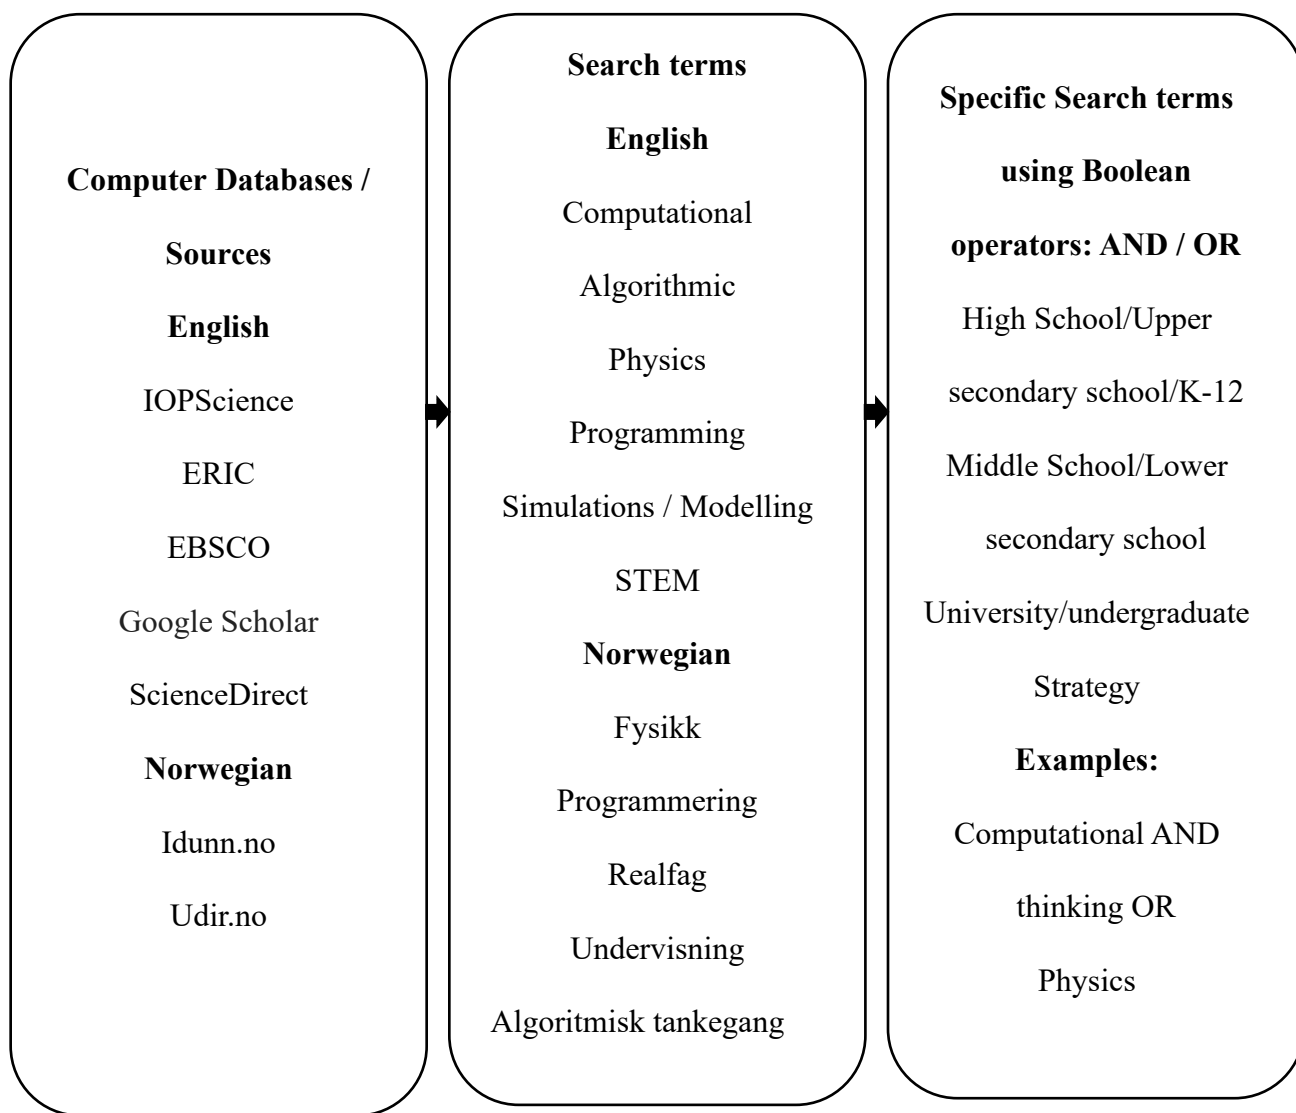 Computer Databases /
Sources
English
IOPScience
ERIC
EBSCO
Google Scholar
ScienceDirect
Norwegian
Idunn.no
Udir.no
Search terms
English
Computational
Algorithmic
Physics
Programming
Simulations / Modelling
STEM
Norwegian
Fysikk
Programmering
Realfag
Undervisning
Algoritmisk tankegang
Specific Search terms
using Boolean
operators: AND / OR
High School/Upper
secondary school/K-12
Middle School/Lower
secondary school
University/undergraduate
Strategy
Examples:
Computational AND
thinking OR
Physics